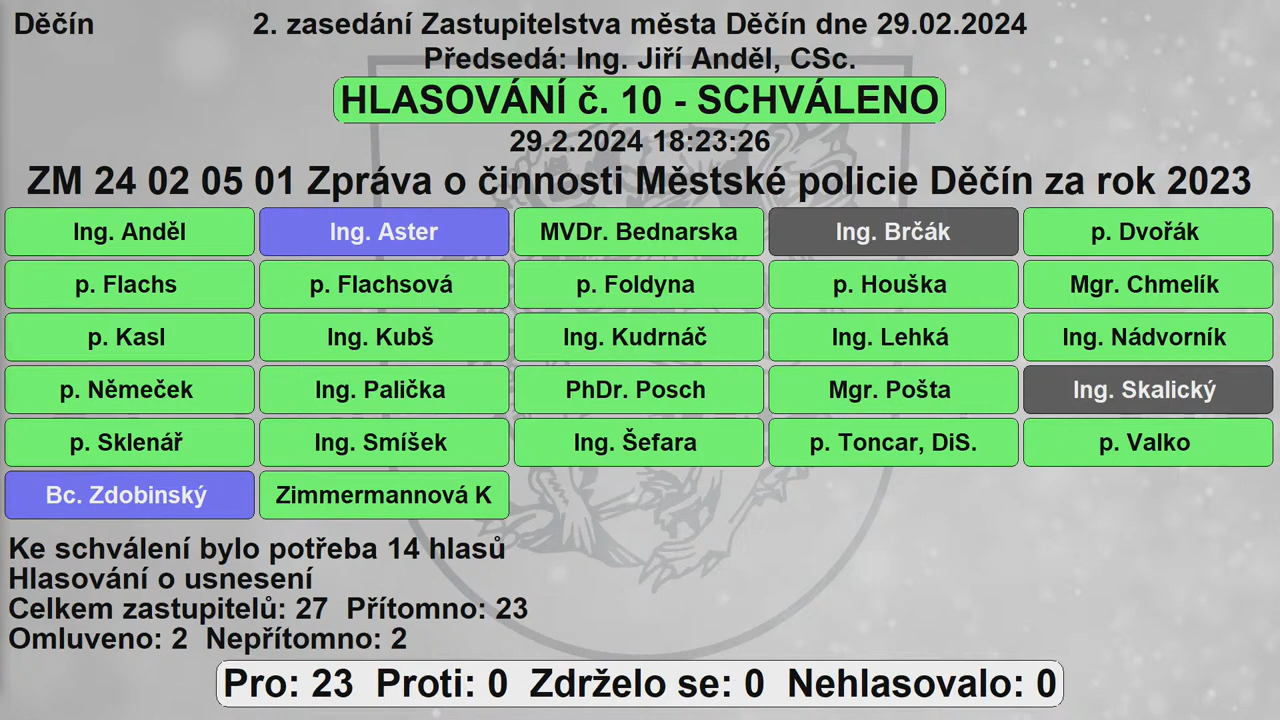 Děčín 2. zasedání Zastupitelstva města Děčín dne 29.02.2024
Předsedá: Ing. Jiří Anděl, CSc.
HLASOVÁNÍ č. 10 - SCHVÁLENO
29.2.2024 18:23:26
ZM 24 02 05 01 Zpráva o činnosti Městské policie Děčín za rok 2023
Ing. Anděl Ing. Aster MVDr. Bednarska Ing. Brčák p. Dvořák
p. Flachs p. Flachsová p. Foldyna p. Houška Mgr. Chmelík
p. Kasl Ing. Kubš Ing. Kudrnáč Ing. Lehká Ing. Nádvorník
p. Němeček Ing. Palička PhDr. Posch Mgr. Pošta Ing. Skalický
p. Sklenář Ing. Smíšek Ing. Šefara p. Toncar, DiS. p. Valko
Bc. Zdobinský Zimmermannová K
Ke schválení bylo potřeba 14 hlasů
Hlasování o usnesení
Celkem zastupitelů: 27 Přítomno: 23
Omluveno: 2 Nepřítomno: 2
Pro: 23 Proti: 0 Zdrželo se: 0 Nehlasovalo: 0